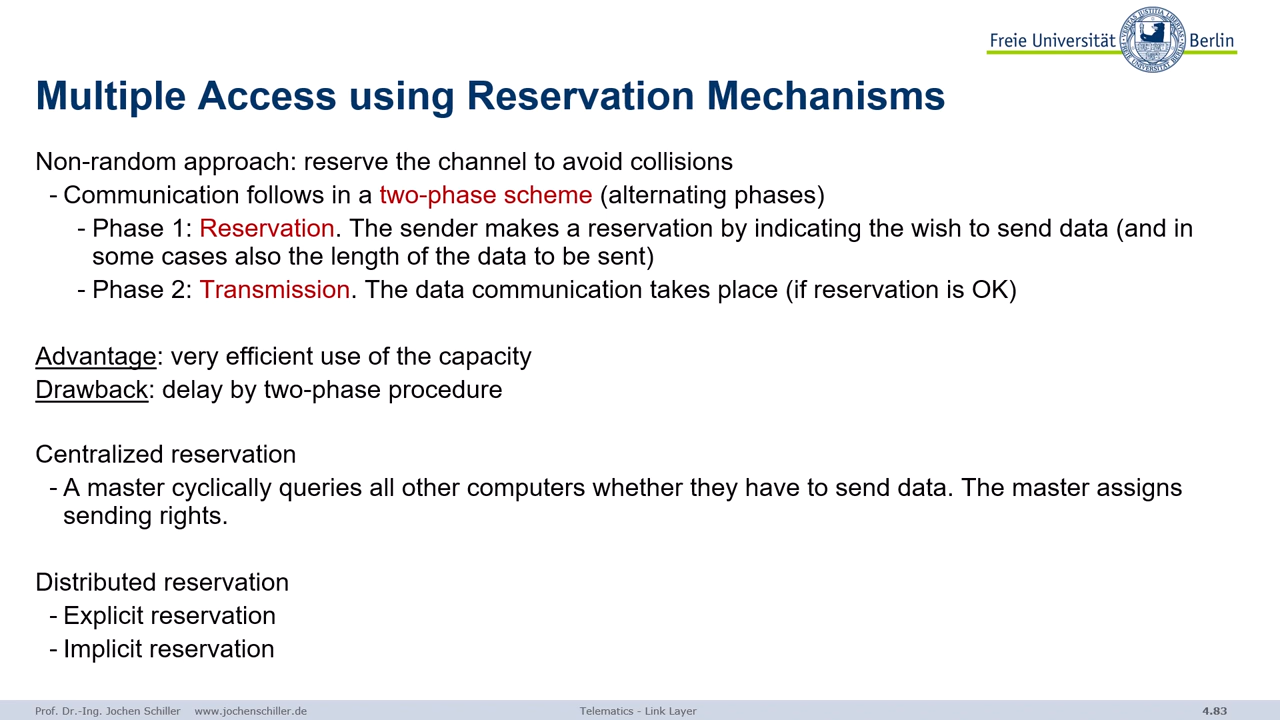 Freie Universität Berlin
Multiple Access using Reservation Mechanisms
Non-random approach: reserve the channel to avoid collisions
- Communication follows in a two-phase scheme (alternating phases)
- Phase 1: Reservation. The sender makes a reservation by indicating the wish to send data (and in
some cases also the length of the data to be sent)
- Phase 2: Transmission. The data communication takes place (if reservation is OK)
Advantage: very efficient use of the capacity
Drawback: delay by two-phase procedure
Centralized reservation
- A master cyclically queries all other computers whether they have to send data. The master assigns
sending rights.
Distributed reservation
- Explicit reservation
- Implicit reservation
Prof. Dr.-Ing. Jochen Schiller www.jochenschiller.de Telematics - Link Layer 4.83